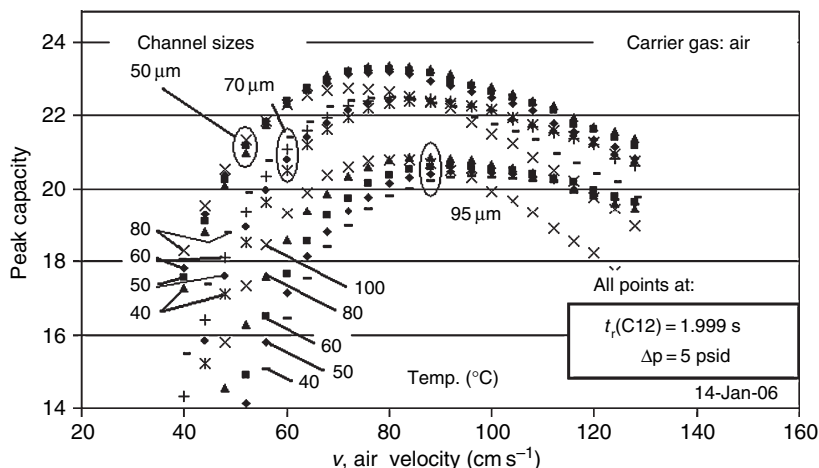 24
22
20
18
16
14
Peak capacity
Channel sizes
Carrier gas: air
50 μm
70 μm
95 μm
80
60
50
40
100
80
60
50
40
Temp. (°C)
All points at:
tᵣ(C12) = 1.999 s
Δp = 5 psid
14-Jan-06
20 40 60 80 100 120 140 160
v, air velocity (cm s⁻¹)